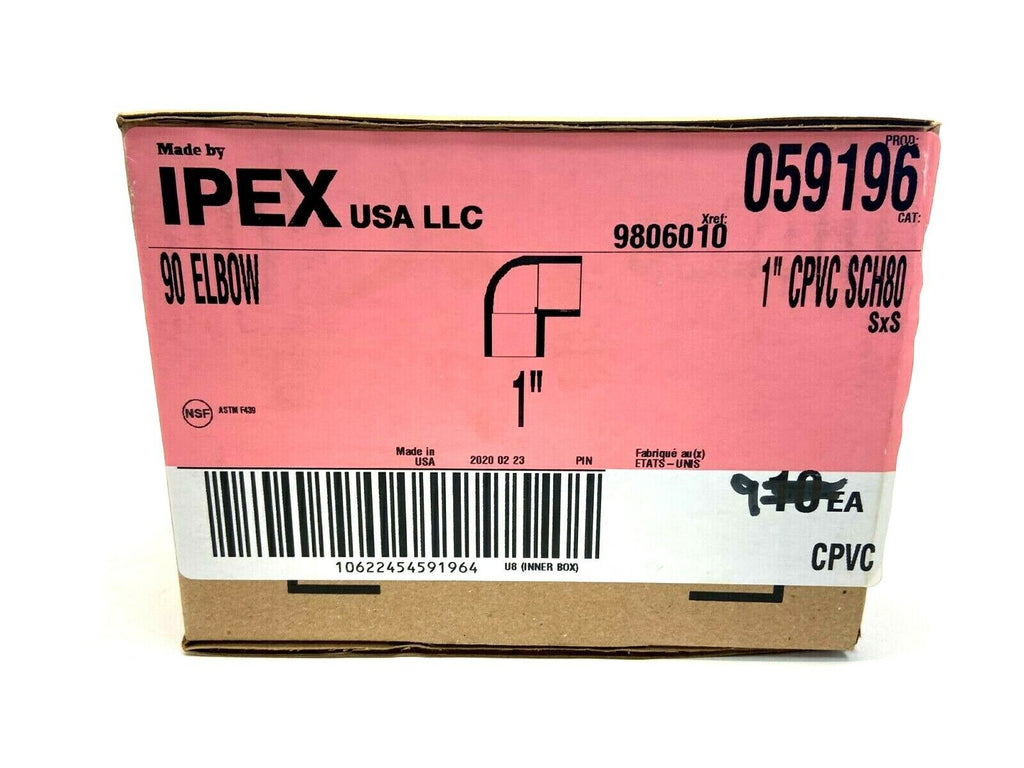 Made by
IPEX USA LLC
PROD:
059196
CAT:
Xref:
9806010
90 ELBOW
1" CPVC SCH80
SxS
1"
NSF ASTM F439
Made in
USA
2020 02 23
PIN
Fabriqué au(x)
ETATS-UNIS
9 10 EA
10622454591964
U8 (INNER BOX)
CPVC